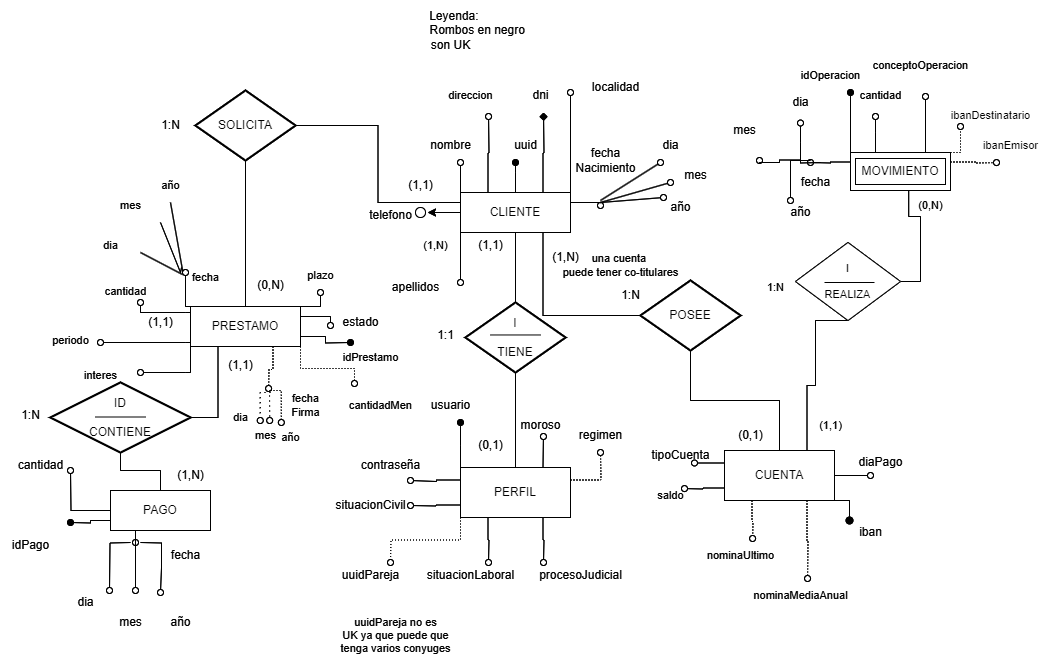 Leyenda:
Rombos en negro
son UK
conceptoOperacion
idOperacion
localidad
direccion
dni
dia
cantidad
ibanDestinatario
1:N
SOLICITA
mes
nombre
uuid
fecha
Nacimiento
dia
ibanEmisor
MOVIMIENTO
fecha
mes
año
(1,1)
telefono
CLIENTE
año
año
(0,N)
mes
dia
(1,N)
(1,1)
(1,N)
una cuenta
puede tener co-titulares
fecha
plazo
(0,N)
apellidos
1:N
1:N
I
REALIZA
cantidad
(1,1)
PRESTAMO
estado
POSEE
periodo
idPrestamo
1:1
I
TIENE
(1,1)
interes
fecha
Firma
cantidadMen
1:N
ID
CONTIENE
dia
mes
año
usuario
moroso
regimen
(0,1)
(0,1)
(1,1)
cantidad
(1,N)
contraseña
tipoCuenta
diaPago
CUENTA
PERFIL
saldo
situacionCivil
PAGO
iban
idPago
fecha
nominaUltimo
uuidPareja
situacionLaboral
procesoJudicial
nominaMediaAnual
dia
mes
año
uuidPareja no es
UK ya que puede que
tenga varios conyuges